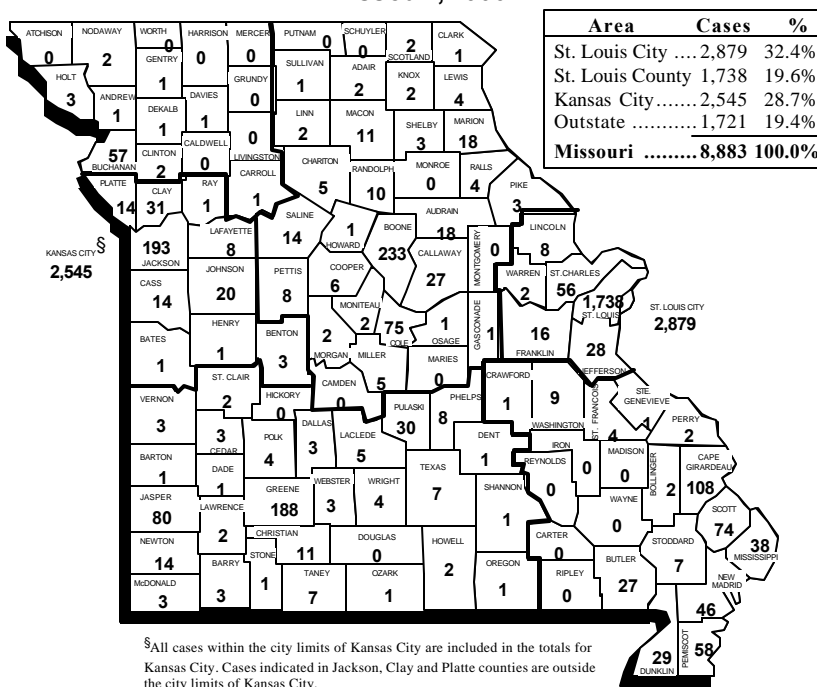 Area Cases % 
St. Louis City .... 2,879 32.4%
St. Louis County 1,738 19.6%
Kansas City....... 2,545 28.7%
Outstate ........... 1,721 19.4%
Missouri ......... 8,883 100.0%
ATCHISON
0
NODAWAY
2
WORTH
0
HARRISON
0
MERCER
0
PUTNAM
0
SCHUYLER
0
2
SCOTLAND
CLARK
1
HOLT
3
ANDREW
1
GENTRY
1
DEKALB
1
DAVIES
1
GRUNDY
0
SULLIVAN
1
ADAIR
2
KNOX
2
LEWIS
4
57
BUCHANAN
CLINTON
2
CALDWELL
0
0
LIVINGSTON
LINN
2
MACON
11
SHELBY
3
MARION
18
PLATTE
14
CLAY
31
RAY
1
CARROLL
1
CHARITON
5
RANDOLPH
10
MONROE
0
RALLS
4
PIKE
3
KANSAS CITY§
2,545
193
JACKSON
LAFAYETTE
8
SALINE
14
1
HOWARD
BOONE
233
AUDRAIN
18
CALLAWAY
27
MONTGOMERY
0
LINCOLN
8
WARREN
2
ST.CHARLES
56
1,738
ST. LOUIS
ST. LOUIS CITY
2,879
CASS
14
JOHNSON
20
PETTIS
8
COOPER
6
MONITEAU
2
75
COLE
1
OSAGE
GASCONADE
1
16
FRANKLIN
28
JEFFERSON
BATES
1
HENRY
1
BENTON
3
2
MORGAN
MILLER
5
MARIES
0
VERNON
3
ST. CLAIR
2
HICKORY
0
CAMDEN
0
PULASKI
30
PHELPS
8
CRAWFORD
1
9
WASHINGTON
ST. FRANCOIS
4
STE.
GENEVIEVE
1
PERRY
2
3
CEDAR
POLK
4
DALLAS
3
LACLEDE
5
DENT
1
IRON
0
REYNOLDS
0
MADISON
0
BOLLINGER
2
CAPE
GIRARDEAU
108
BARTON
1
DADE
1
JASPER
80
LAWRENCE
2
GREENE
188
WEBSTER
3
WRIGHT
4
TEXAS
7
SHANNON
1
WAYNE
0
SCOTT
74
38
MISSISSIPPI
NEWTON
14
CHRISTIAN
11
DOUGLAS
0
HOWELL
2
CARTER
0
BUTLER
27
STODDARD
7
NEW
MADRID
46
McDONALD
3
BARRY
3
STONE
1
TANEY
7
OZARK
1
OREGON
1
RIPLEY
0
29
DUNKLIN
PEMISCOT
58
§All cases within the city limits of Kansas City are included in the totals for
Kansas City. Cases indicated in Jackson, Clay and Platte counties are outside
the city limits of Kansas City.